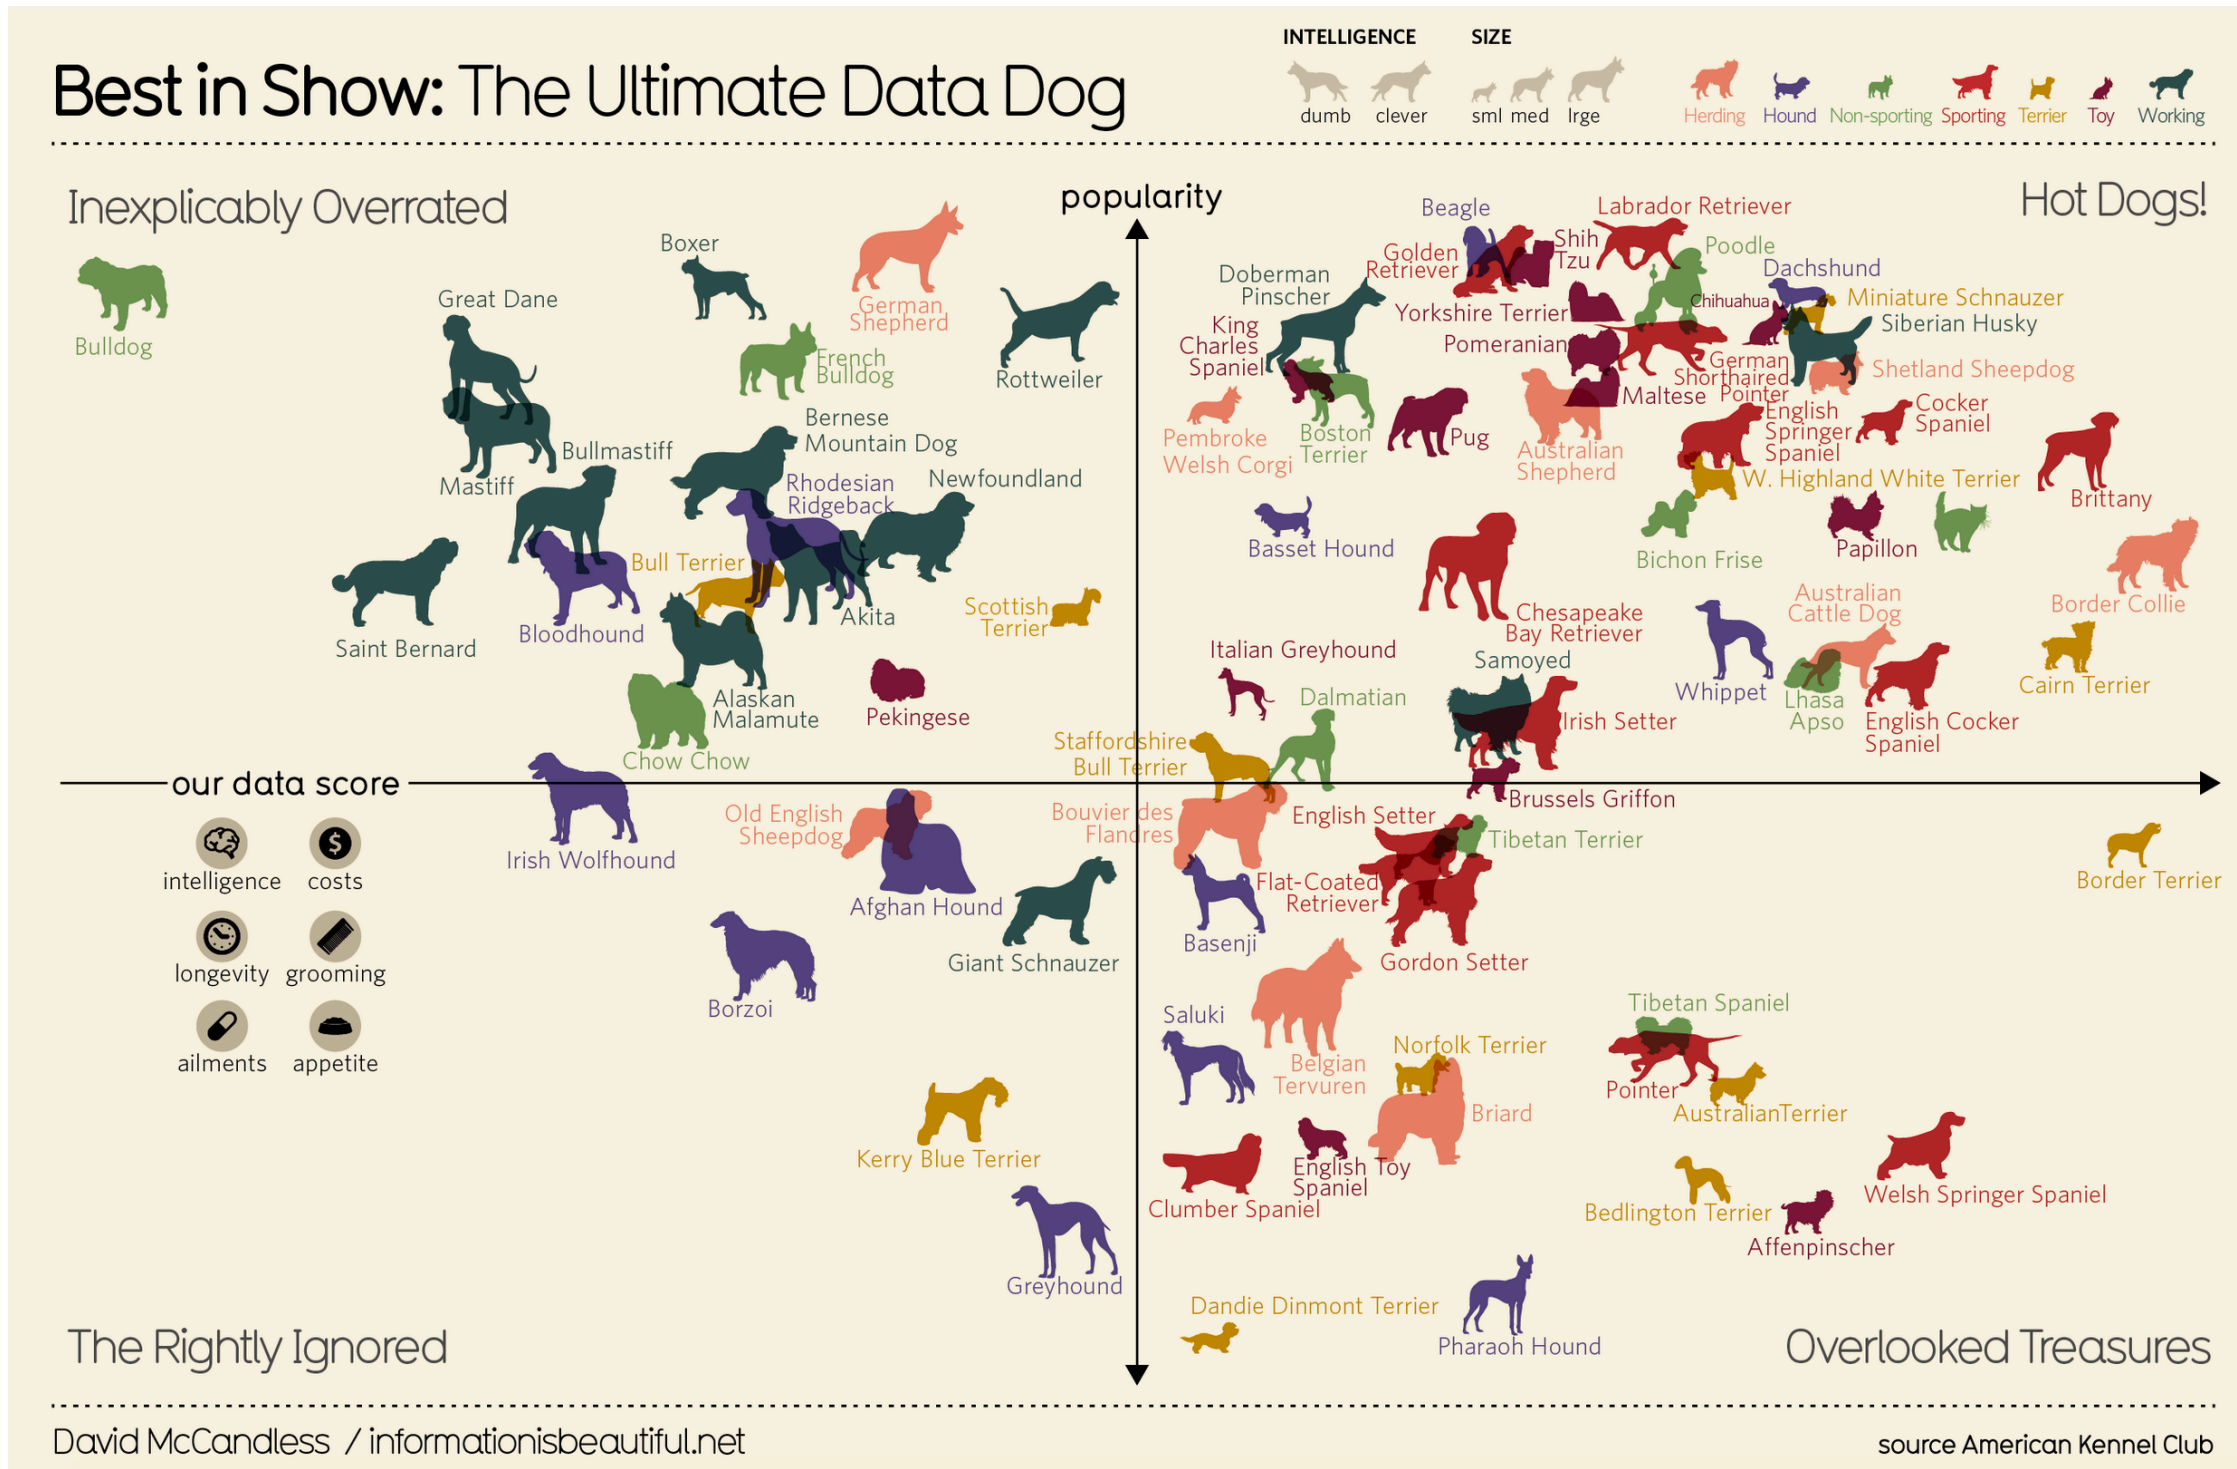 Best in Show: The Ultimate Data Dog
INTELLIGENCE
dumb
clever
SIZE
sml
med
lrge
Herding
Hound
Non-sporting
Sporting
Terrier
Toy
Working
Inexplicably Overrated
popularity
Hot Dogs!
Bulldog
Great Dane
Boxer
German
Shepherd
French
Bulldog
Rottweiler
Mastiff
Bullmastiff
Bernese
Mountain Dog
Rhodesian
Ridgeback
Newfoundland
Saint Bernard
Bloodhound
Bull Terrier
Akita
Scottish
Terrier
Alaskan
Malamute
Pekingese
Chow Chow
Beagle
Labrador Retriever
Golden
Retriever
Shih
Tzu
Poodle
Doberman
Pinscher
Dachshund
Chihuahua
Miniature Schnauzer
Yorkshire Terrier
Siberian Husky
King
Charles
Spaniel
Pomeranian
German
Shorthaired
Pointer
Shetland Sheepdog
Maltese
Pembroke
Welsh Corgi
Boston
Terrier
Pug
Australian
Shepherd
English
Springer
Spaniel
Cocker
Spaniel
W. Highland White Terrier
Brittany
Basset Hound
Bichon Frise
Papillon
Chesapeake
Bay Retriever
Australian
Cattle Dog
Border Collie
Italian Greyhound
Samoyed
Whippet
Lhasa
Apso
Cairn Terrier
Dalmatian
Irish Setter
English Cocker
Spaniel
Staffordshire
Bull Terrier
our data score
intelligence
costs
longevity
grooming
ailments
appetite
Irish Wolfhound
Old English
Sheepdog
Afghan Hound
Giant Schnauzer
Borzoi
Kerry Blue Terrier
Greyhound
Brussels Griffon
Bouvier des
Flandres
English Setter
Tibetan Terrier
Border Terrier
Flat-Coated
Retriever
Basenji
Gordon Setter
Saluki
Belgian
Tervuren
Norfolk Terrier
Tibetan Spaniel
Pointer
AustralianTerrier
Briard
English Toy
Spaniel
Clumber Spaniel
Welsh Springer Spaniel
Bedlington Terrier
Affenpinscher
Dandie Dinmont Terrier
Pharaoh Hound
The Rightly Ignored
Overlooked Treasures
David McCandless / informationisbeautiful.net
source American Kennel Club